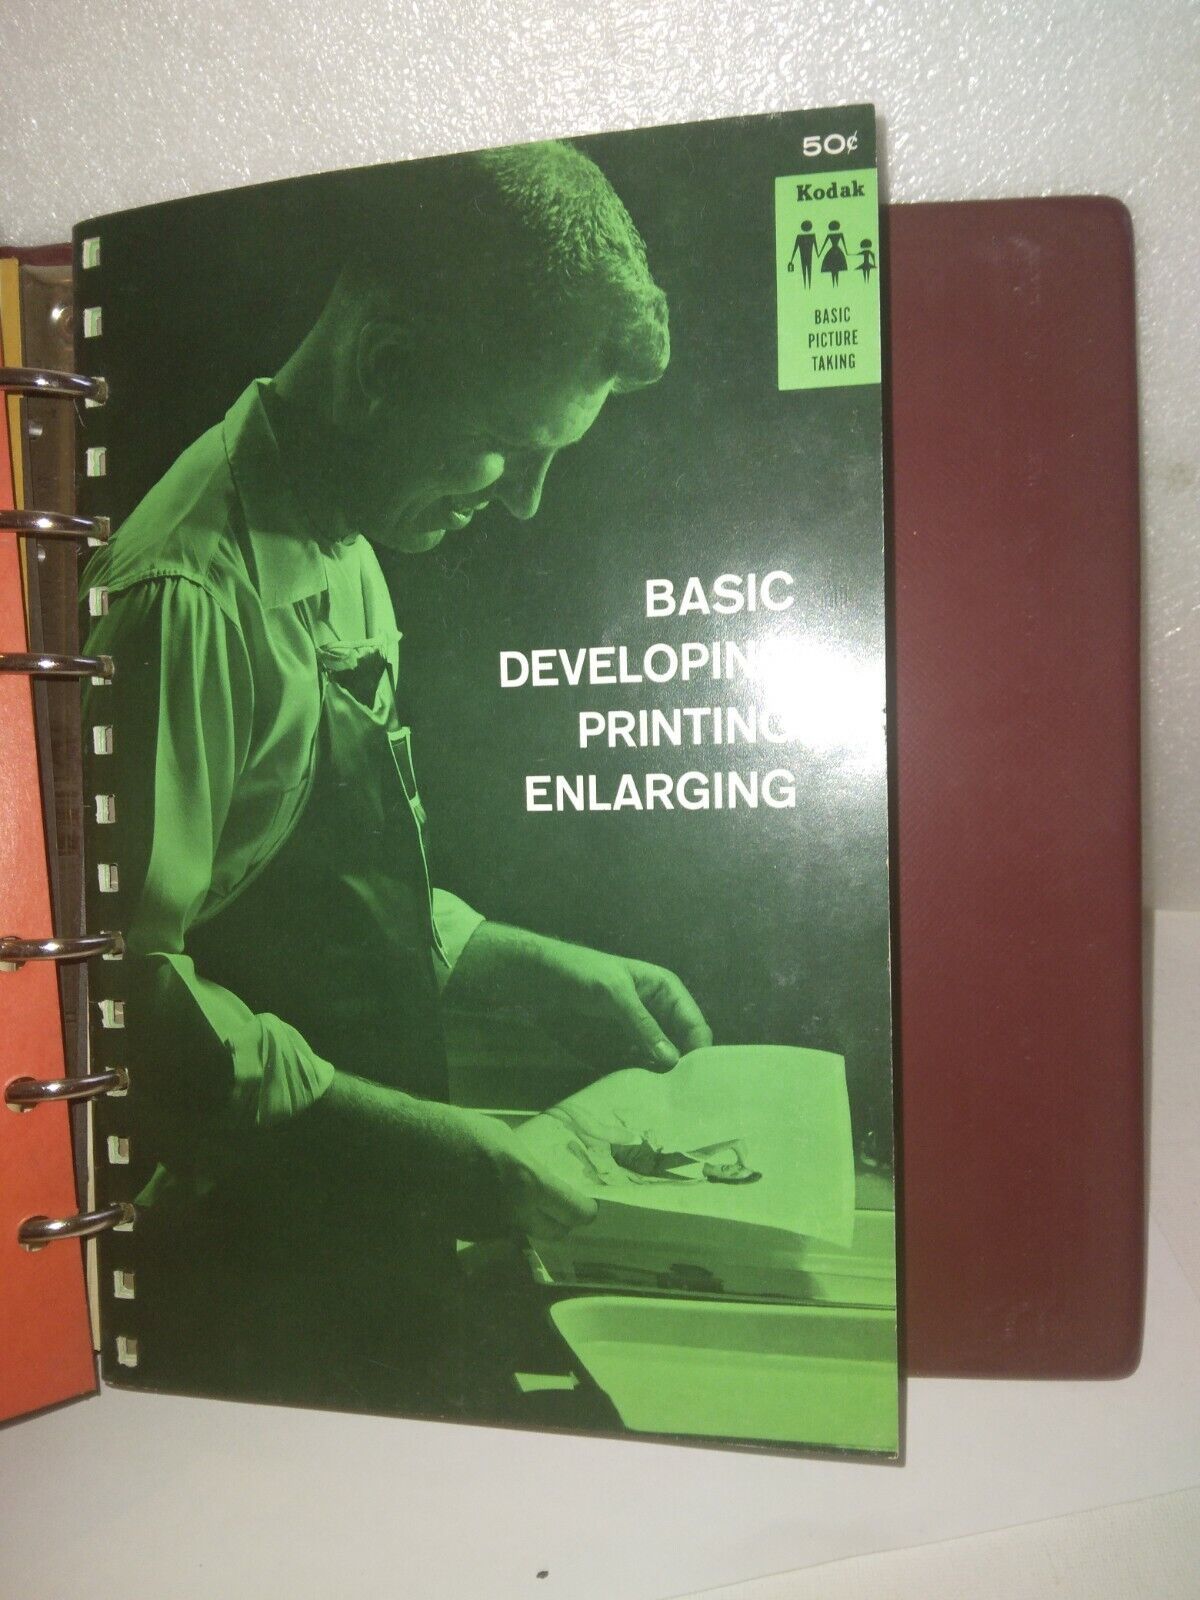 50¢
Kodak
BASIC
PICTURE
TAKING
BASIC
DEVELOPING
PRINTING
ENLARGING